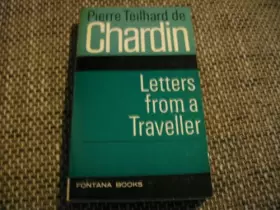 Pierre Teilhard de
Chardin
Letters
from a
Traveller
FONTANA BOOKS